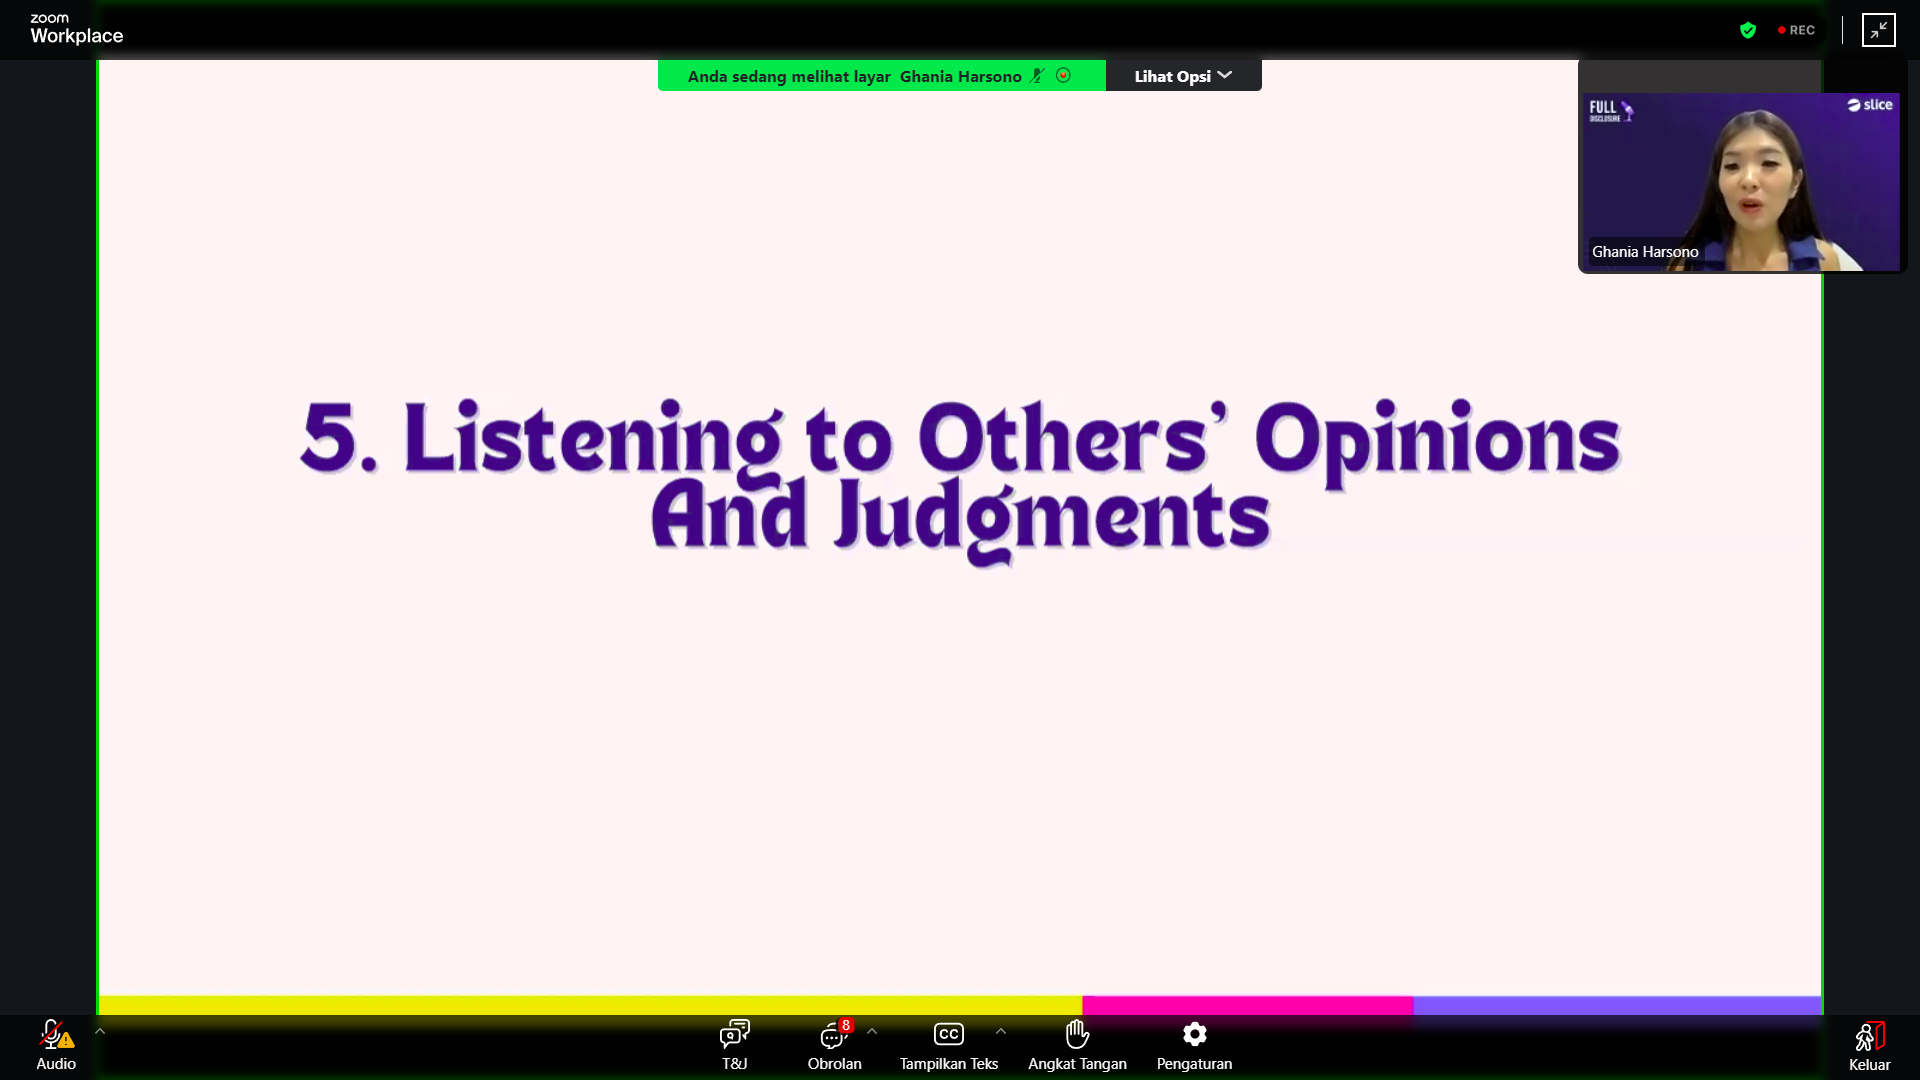 zoom
Workplace
REC
Anda sedang melihat layar Ghania Harsono
Lihat Opsi
FULL
DISCLOSURE
slice
Ghania Harsono
5. Listening to Others’ Opinions
And Judgments
Audio
T&J
8
Obrolan
CC
Tampilkan Teks
Angkat Tangan
Pengaturan
Keluar